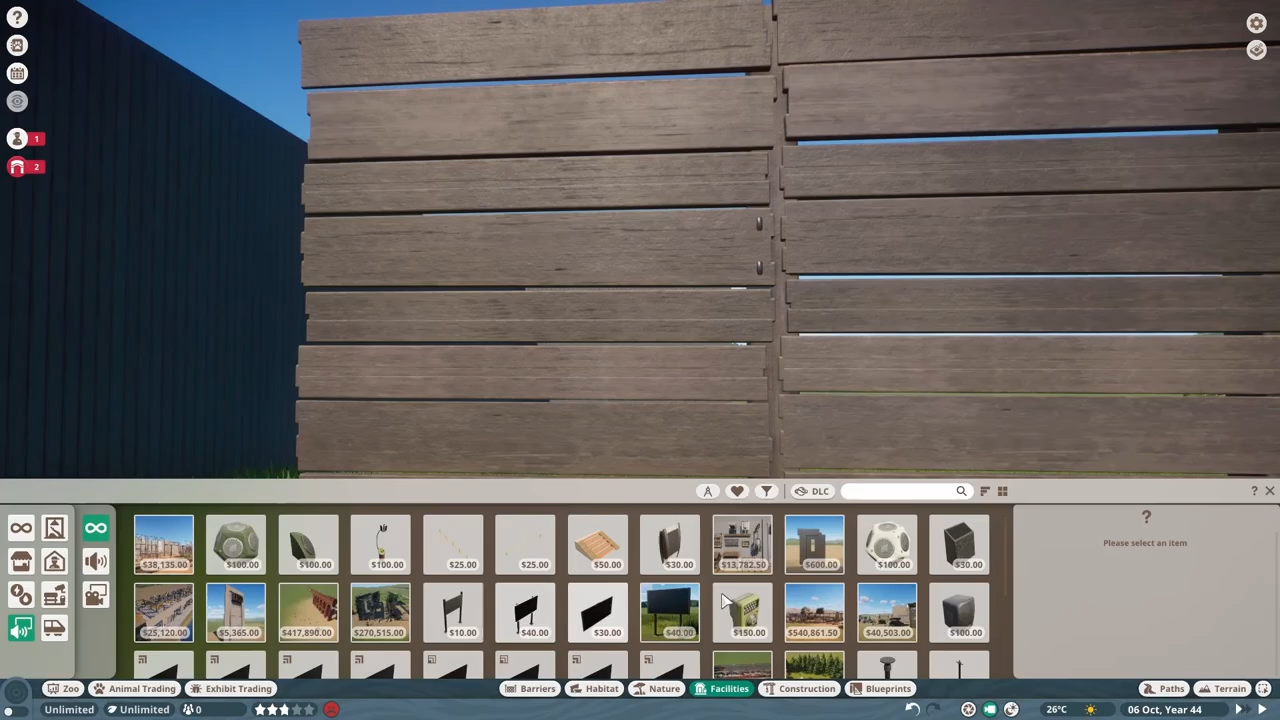 ?
1
2
DLC
?
$38,135.00
$100.00
$100.00
$100.00
$25.00
$25.00
$50.00
$30.00
$13,782.50
$600.00
$100.00
$30.00
?
Please select an item
$25,120.00
$5,365.00
$417,890.00
$270,515.00
$10.00
$40.00
$30.00
$40.00
$150.00
$540,861.50
$40,503.00
$100.00
Zoo
Animal Trading
Exhibit Trading
Barriers
Habitat
Nature
Facilities
Construction
Blueprints
Paths
Terrain
Unlimited
Unlimited
0
26°C
06 Oct, Year 44